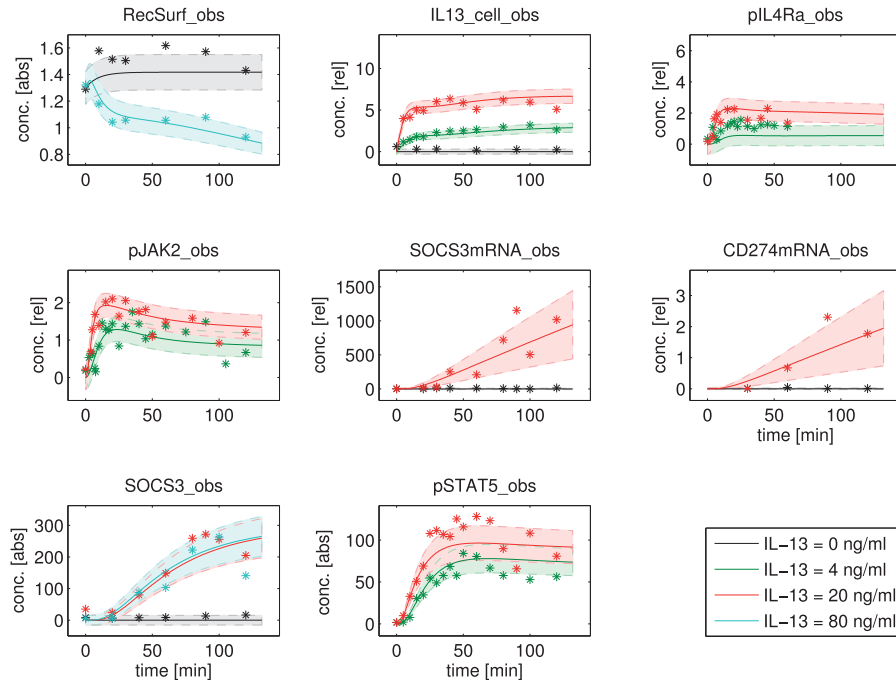 RecSurf_obs
IL13_cell_obs
pIL4Ra_obs
conc. [abs]
1.6
1.4
1.2
1
0.8
0
50
100
conc. [rel]
10
5
0
0
50
100
conc. [rel]
6
4
2
0
0
50
100
pJAK2_obs
SOCS3mRNA_obs
CD274mRNA_obs
conc. [rel]
2
1
0
0
50
100
conc. [rel]
1500
1000
500
0
0
50
100
conc. [rel]
3
2
1
0
0
50
100
time [min]
SOCS3_obs
pSTAT5_obs
conc. [abs]
300
200
100
0
0
50
100
time [min]
conc. [abs]
100
50
0
0
50
100
time [min]
IL−13 = 0 ng/ml
IL−13 = 4 ng/ml
IL−13 = 20 ng/ml
IL−13 = 80 ng/ml